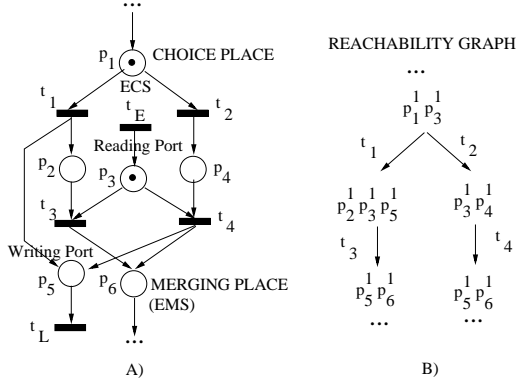 ...
p1 CHOICE PLACE
ECS
t1 tE t2
Reading Port
p2 p3 p4
t3 t4
Writing Port
p5 p6 MERGING PLACE
(EMS)
tL
...
A)
REACHABILITY GRAPH
...
p1^1 p3^1
t1 t2
p2^1 p3^1 p5^1 p3^1 p4^1
t3 t4
p5^1 p6^1 p5^1 p6^1
... ...
B)